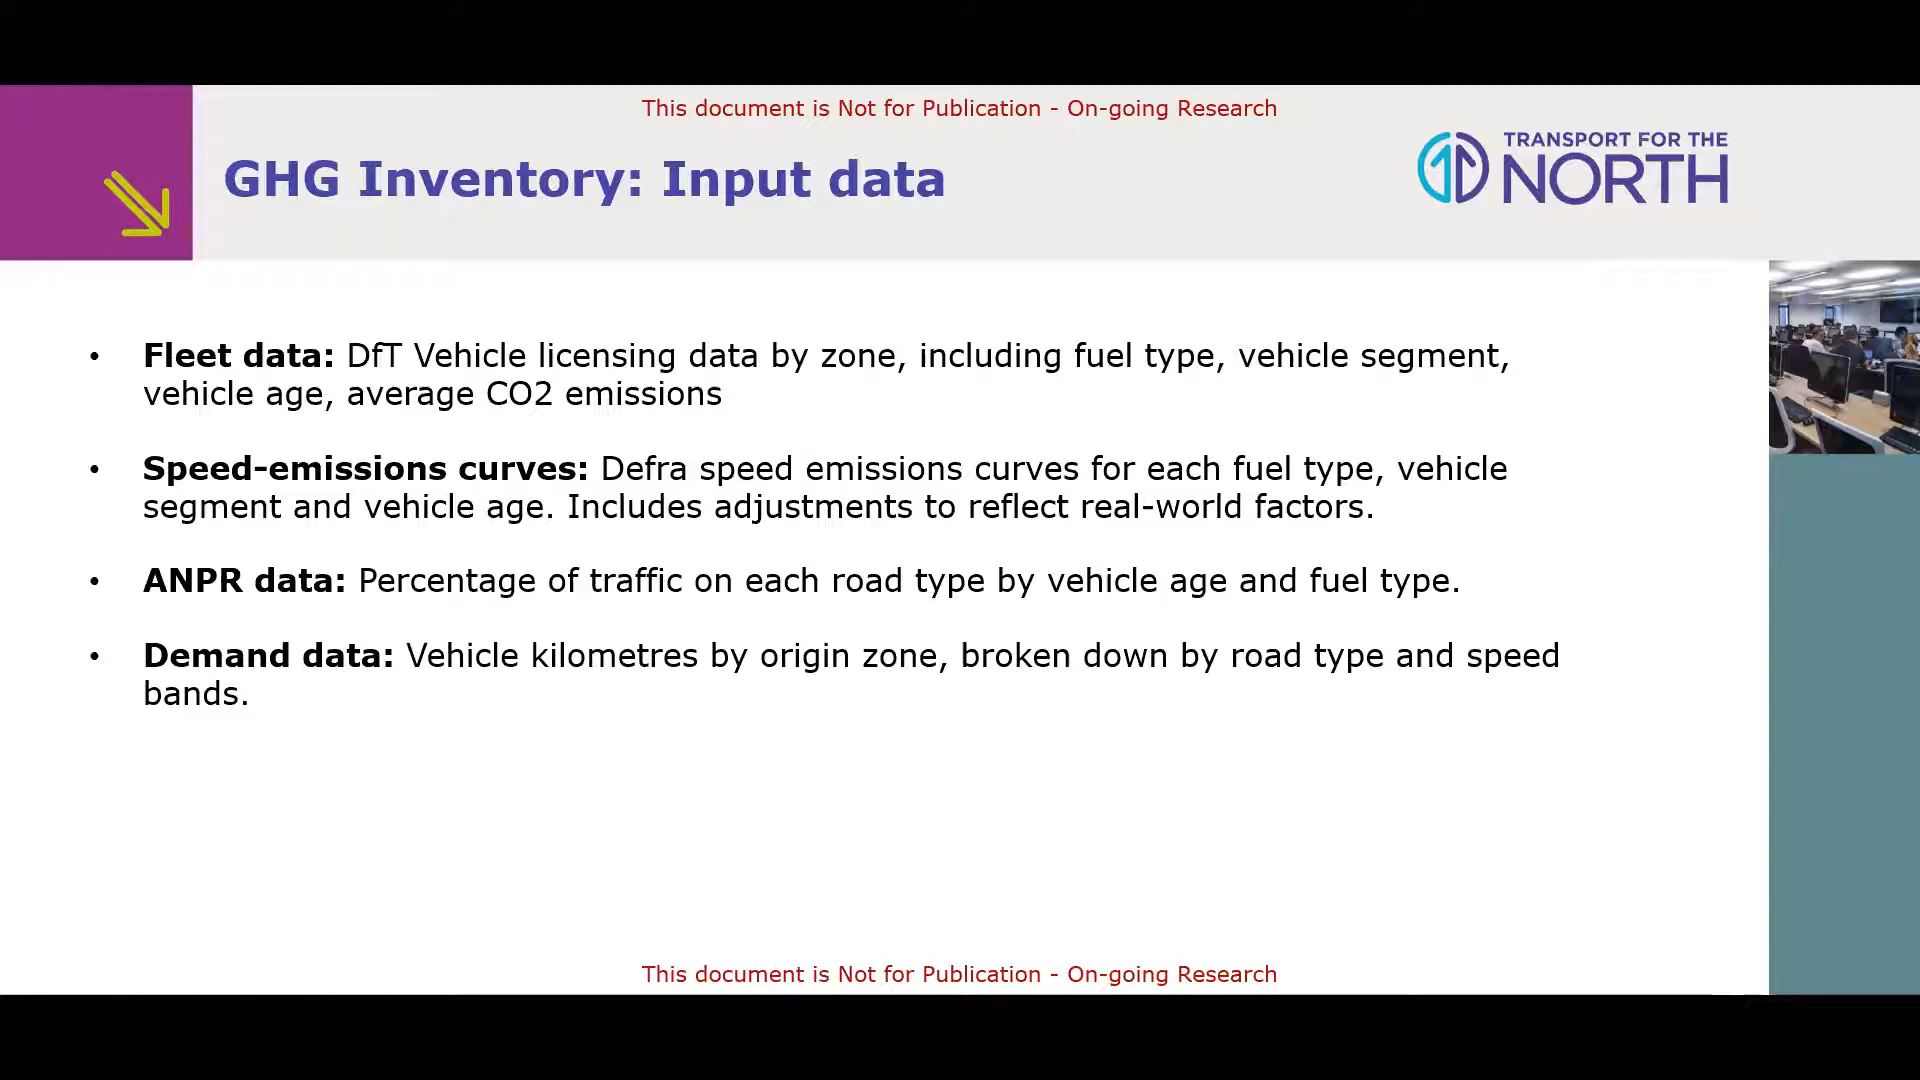 This document is Not for Publication - On-going Research
GHG Inventory: Input data
TRANSPORT FOR THE
NORTH
• Fleet data: DfT Vehicle licensing data by zone, including fuel type, vehicle segment,
vehicle age, average CO2 emissions
• Speed-emissions curves: Defra speed emissions curves for each fuel type, vehicle
segment and vehicle age. Includes adjustments to reflect real-world factors.
• ANPR data: Percentage of traffic on each road type by vehicle age and fuel type.
• Demand data: Vehicle kilometres by origin zone, broken down by road type and speed
bands.
This document is Not for Publication - On-going Research